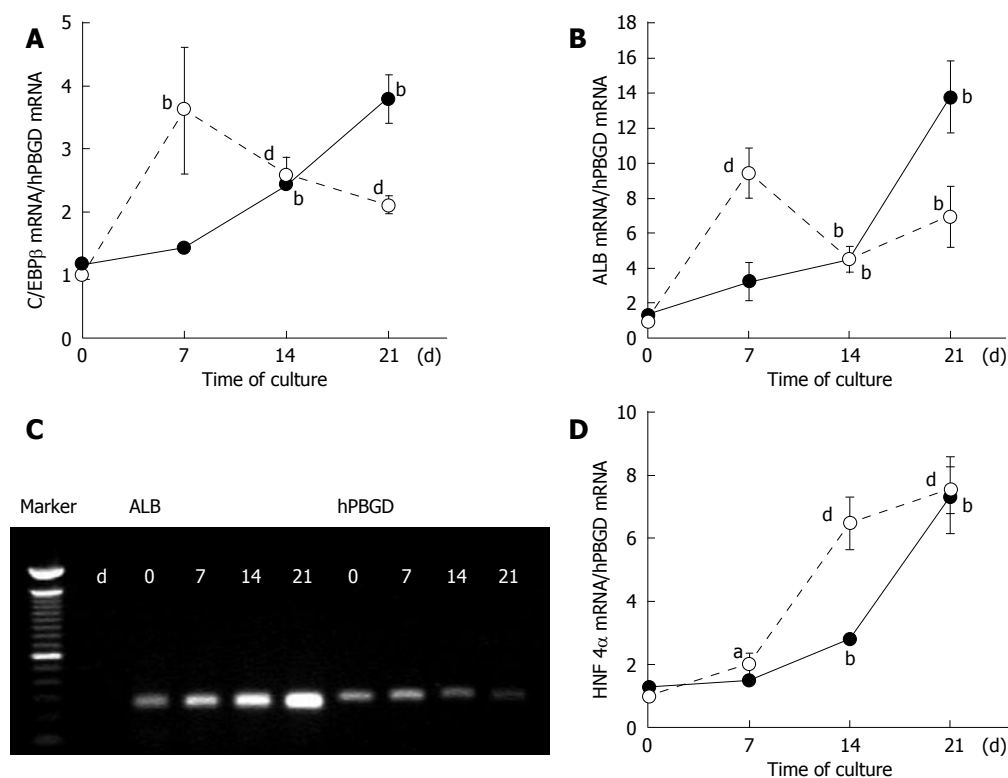 A
C/EBPβ mRNA/hPBGD mRNA
5
4
3
2
1
0
b
b
d
b
d
0 7 14 21 (d)
Time of culture
B
ALB mRNA/hPBGD mRNA
18
16
14
12
10
8
6
4
2
0
d
b
b
b
b
0 7 14 21 (d)
Time of culture
C
Marker ALB hPBGD
d 0 7 14 21 0 7 14 21
D
HNF 4α mRNA/hPBGD mRNA
10
8
6
4
2
0
a
d
b
d
b
0 7 14 21 (d)
Time of culture